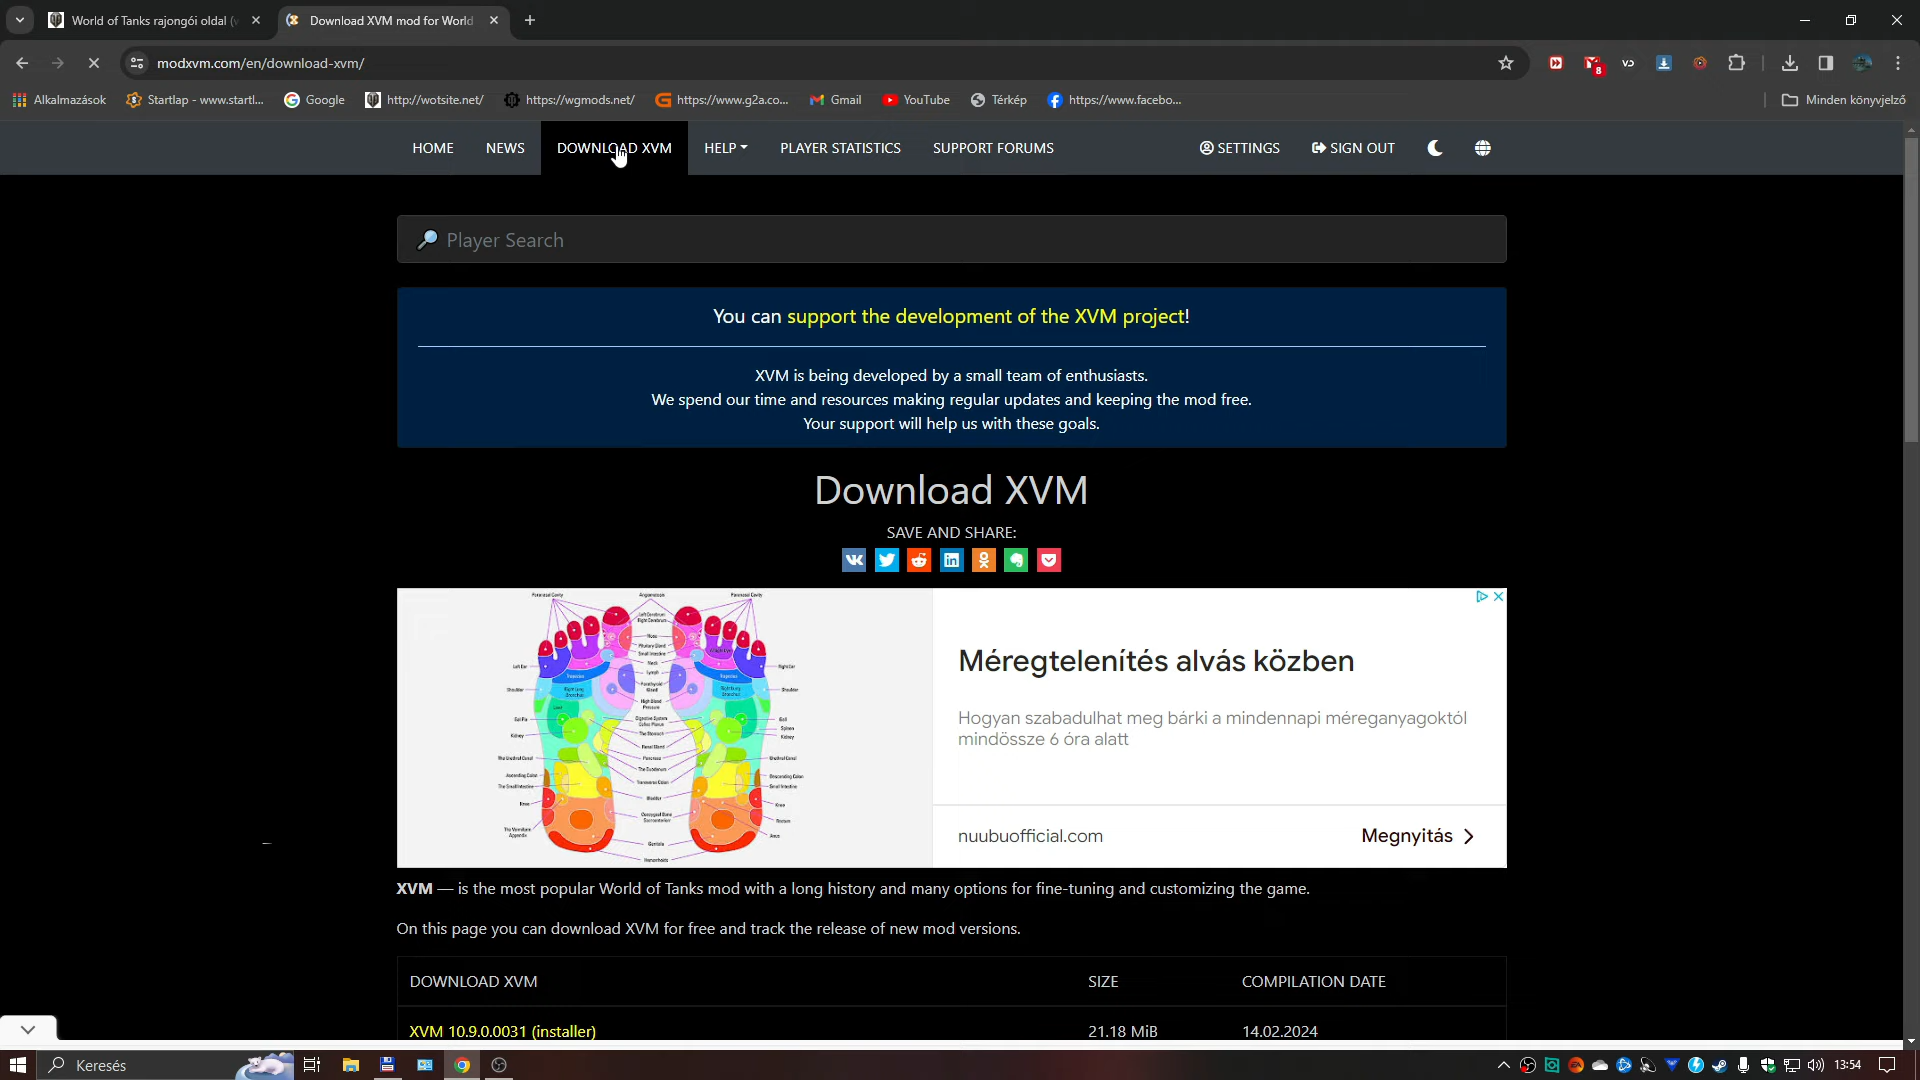 World of Tanks rajongói oldal (
Download XVM mod for World
modxvm.com/en/download-xvm/
8
Alkalmazások
Startlap - www.startl...
Google
http://wotsite.net/
https://wgmods.net/
https://www.g2a.co...
Gmail
YouTube
Térkép
https://www.facebo...
Minden könyvjelző
HOME
NEWS
DOWNLOAD XVM
HELP
PLAYER STATISTICS
SUPPORT FORUMS
SETTINGS
SIGN OUT
Player Search
You can support the development of the XVM project!
XVM is being developed by a small team of enthusiasts.
We spend our time and resources making regular updates and keeping the mod free.
Your support will help us with these goals.
Download XVM
SAVE AND SHARE:
Méregtelenítés alvás közben
Hogyan szabadulhat meg bárki a mindennapi méreganyagoktól
mindössze 6 óra alatt
nuubuofficial.com
Megnyitás
XVM — is the most popular World of Tanks mod with a long history and many options for fine-tuning and customizing the game.
On this page you can download XVM for free and track the release of new mod versions.
DOWNLOAD XVM
SIZE
COMPILATION DATE
XVM 10.9.0.0031 (installer)
21.18 MiB
14.02.2024
Keresés
13:54